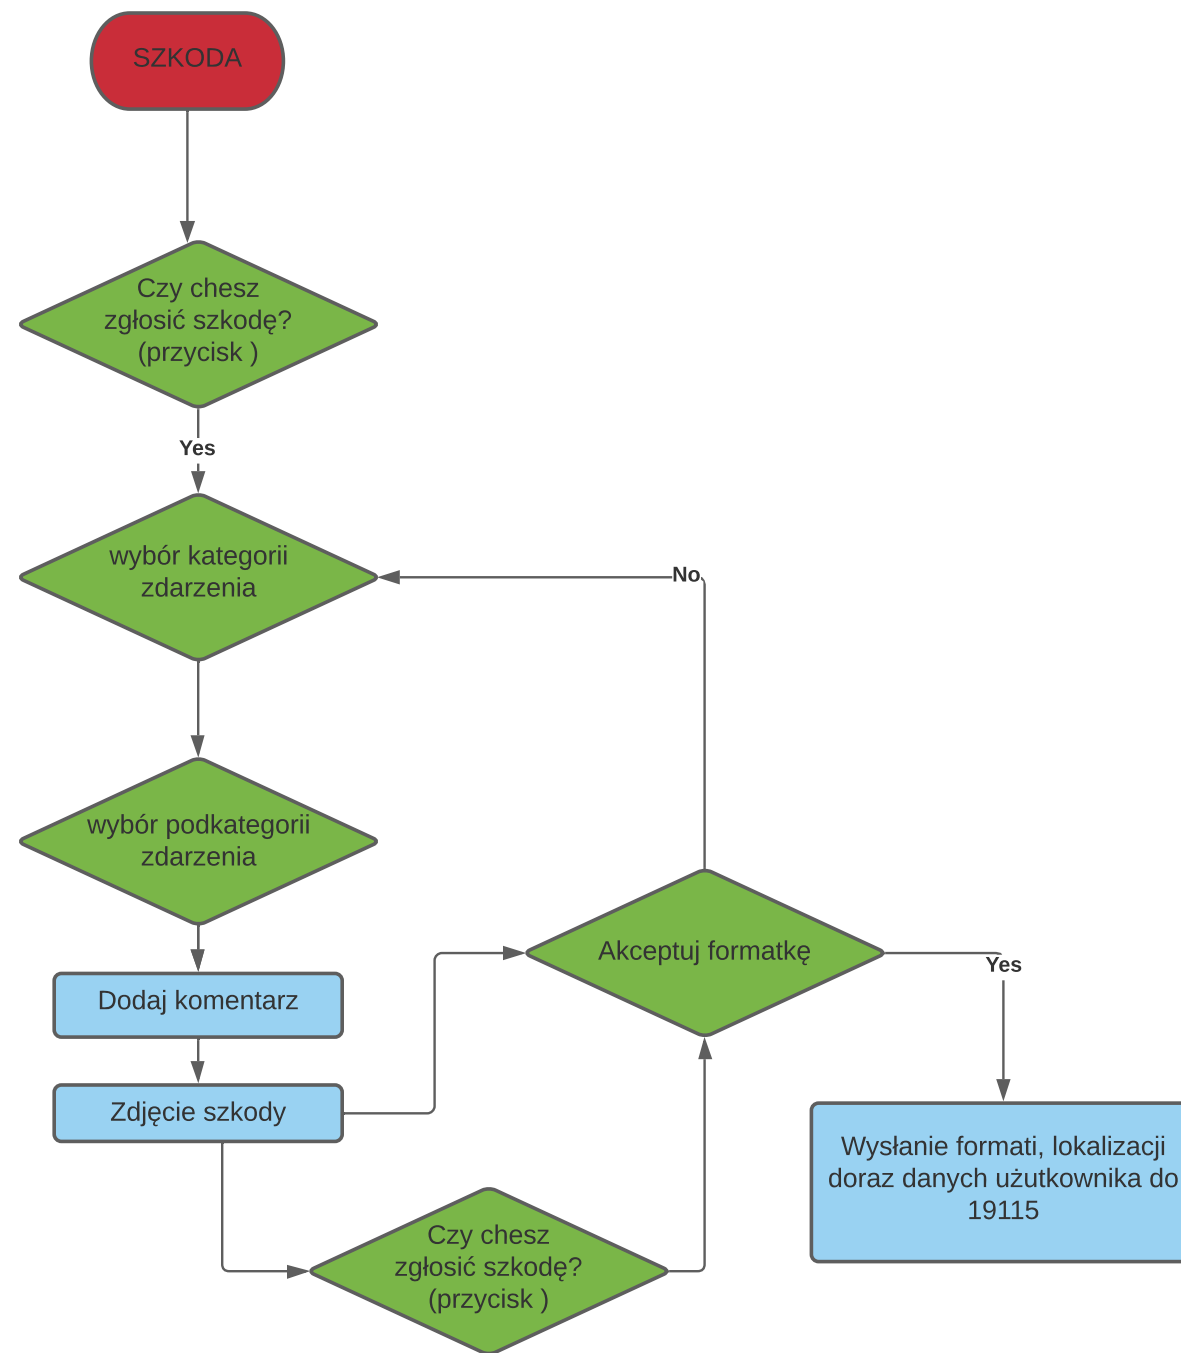 SZKODA
Czy chesz
zgłosić szkodę?
(przycisk )
Yes
wybór kategorii
zdarzenia
No
wybór podkategorii
zdarzenia
Akceptuj formatkę
Yes
Dodaj komentarz
Zdjęcie szkody
Wysłanie formati, lokalizacji
doraz danych użutkownika do
19115
Czy chesz
zgłosić szkodę?
(przycisk )